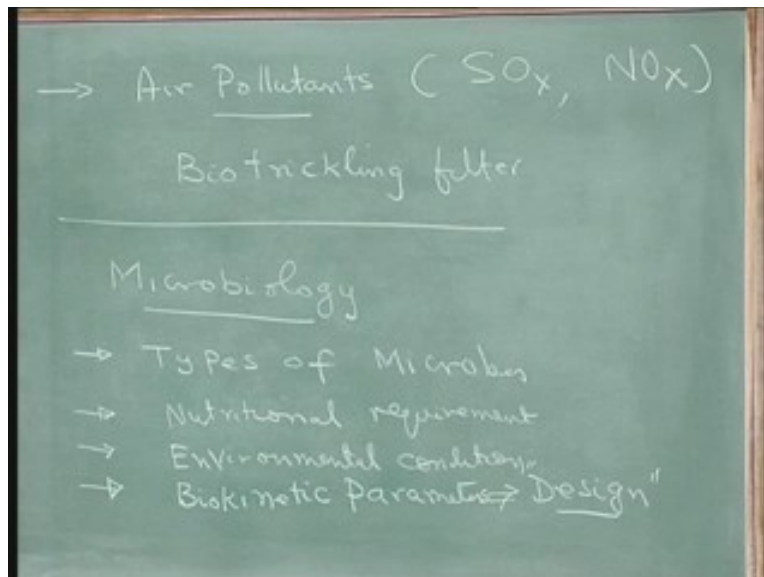 → Air Pollutants (SOx, NOx)
Biotrickling filter
Microbiology
→ Types of Microbes
→ Nutritional requirement
→ Environmental conditions
→ Biokinetic Parameters → Design"